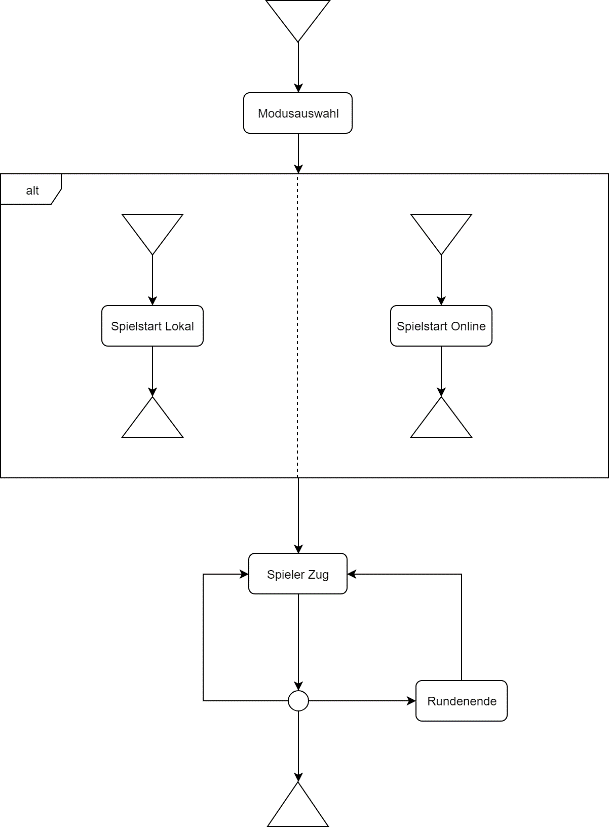 Modusauswahl
alt
Spielstart Lokal
Spielstart Online
Spieler Zug
Rundenende